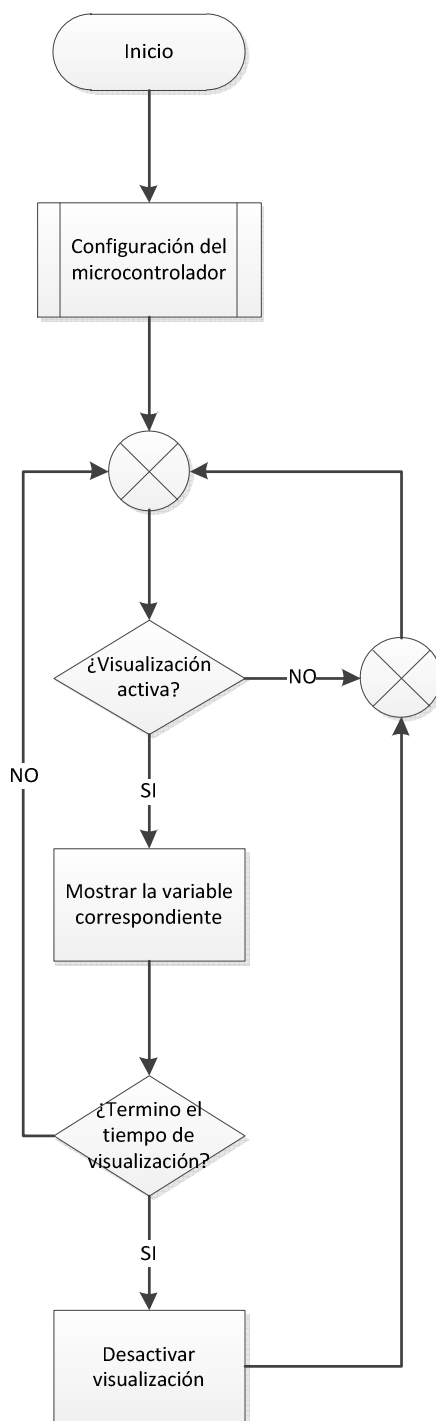 Inicio
Configuración del
microcontrolador
¿Visualización
activa?
NO
SI
NO
Mostrar la variable
correspondiente
¿Termino el
tiempo de
visualización?
SI
Desactivar
visualización